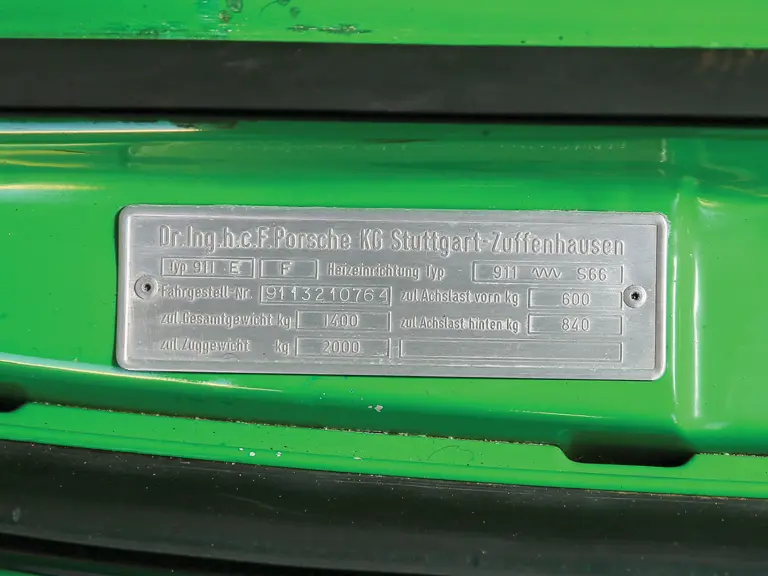 Dr.Ing.h.c.F.Porsche KG Stuttgart-Zuffenhausen
Typ 911 E F Heizeinrichtung Typ 911 S66
Fahrgestell-Nr. 9113210764 zul.Achslast vorn kg 600
zul.Gesamtgewicht kg 1400 zul.Achslast hinten kg 840
zul.Zuggewicht kg 2000